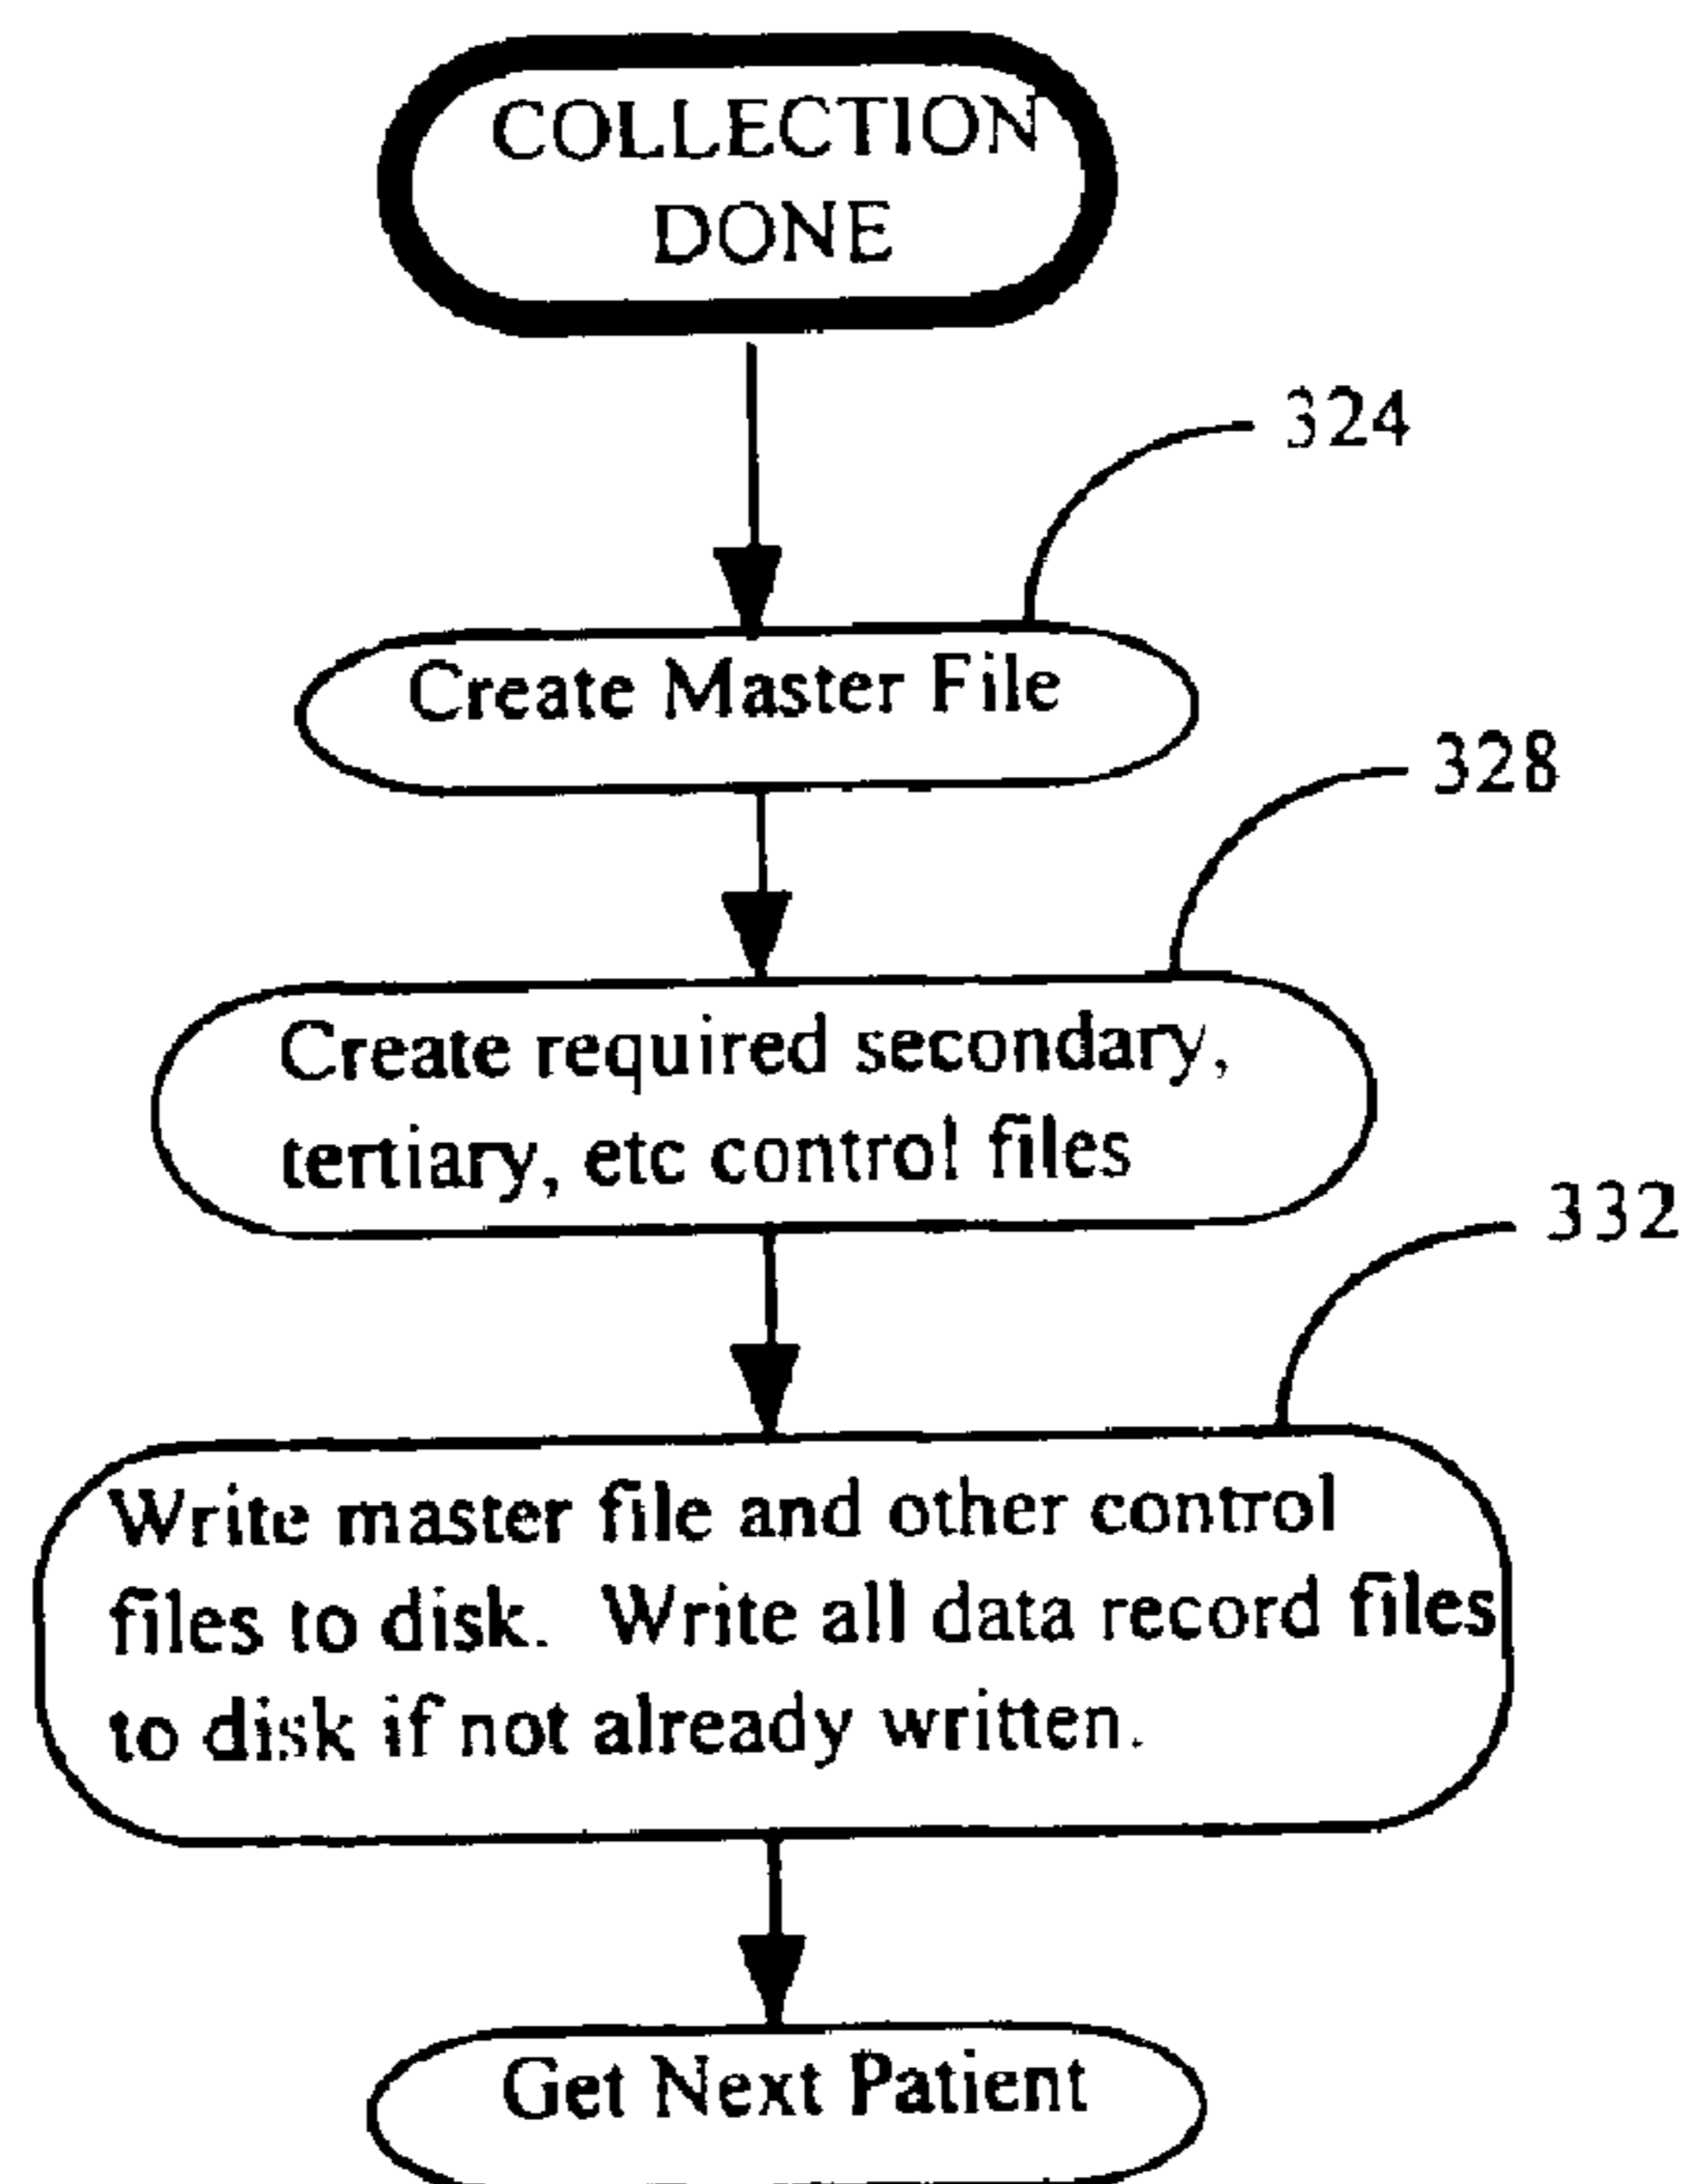 COLLECTION
DONE
324
Create Master File
328
Create required secondary,
tertiary, etc control files
332
Write master file and other control
files to disk. Write all data record files
to disk if not already written.
Get Next Patient